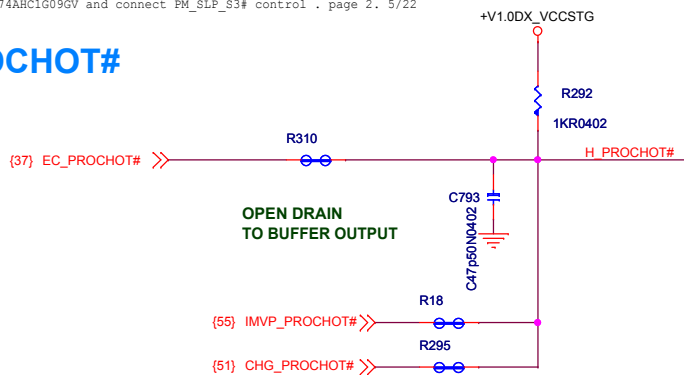 74AHC1G09GV and connect PM_SLP_S3# control . page 2. 5/22
+V1.0DX_VCCSTG
OCHOT#
R292
1KR0402
R310
{37} EC_PROCHOT#
H_PROCHOT#
C793
C47p50N0402
OPEN DRAIN
TO BUFFER OUTPUT
R18
{55} IMVP_PROCHOT#
R295
{51} CHG_PROCHOT#